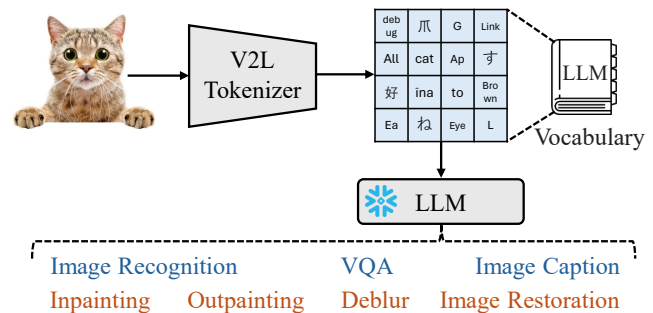 V2L
Tokenizer
deb
ug
爪
G
Link
All
cat
Ap
す
好
ina
to
Bro
wn
Ea
ね
Eye
L
LLM
Vocabulary
LLM
Image Recognition VQA Image Caption
Inpainting Outpainting Deblur Image Restoration